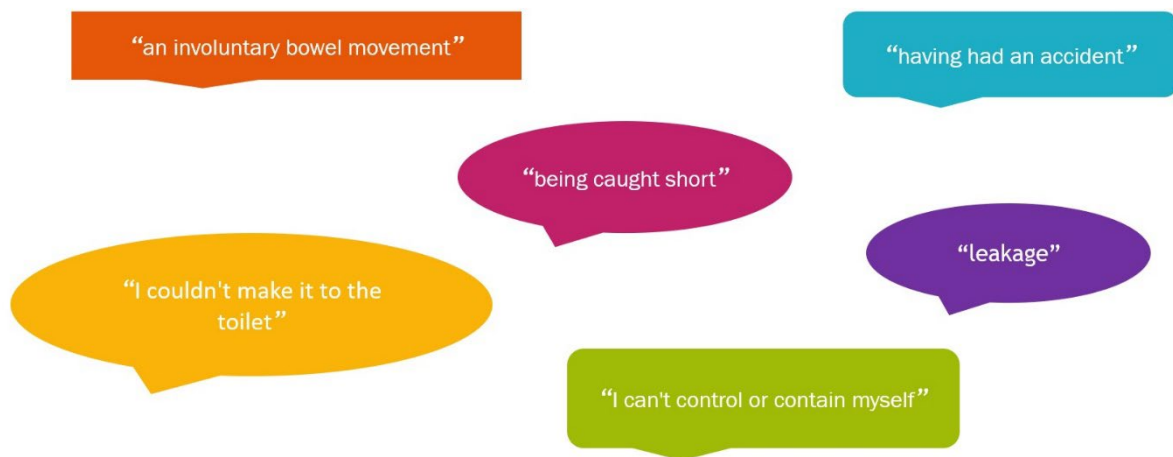 “an involuntary bowel movement”
“having had an accident”
“being caught short”
“leakage”
“I couldn't make it to the
toilet”
“I can't control or contain myself”